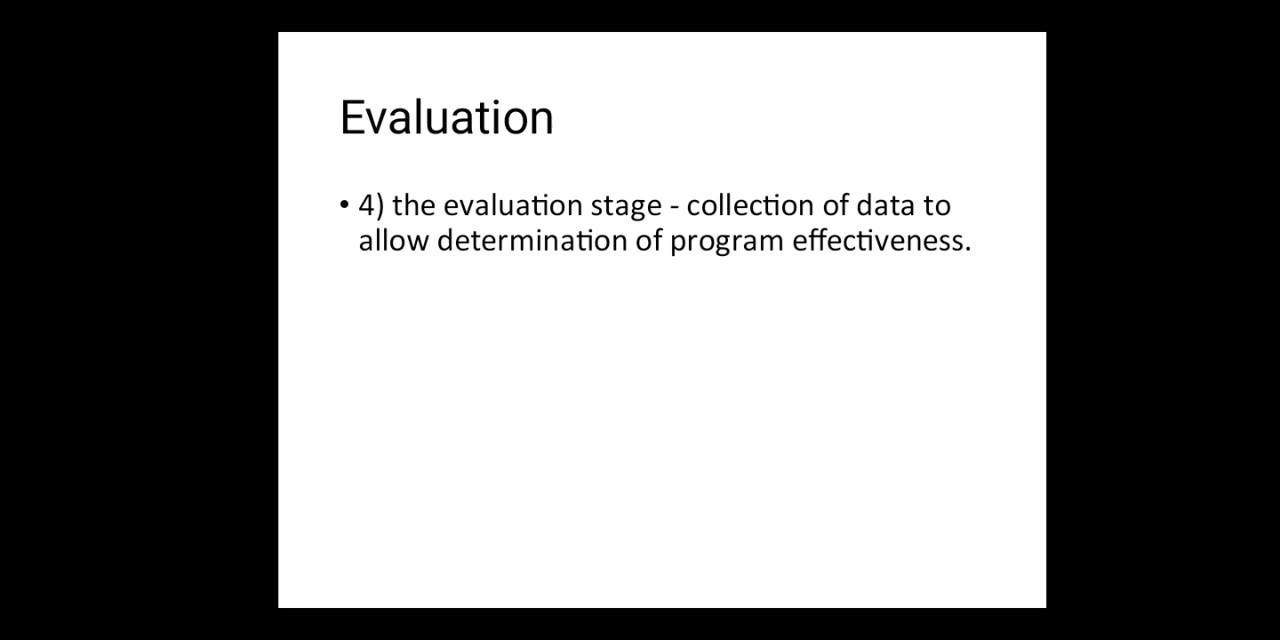 Evaluation
• 4) the evaluation stage - collection of data to
allow determination of program effectiveness.